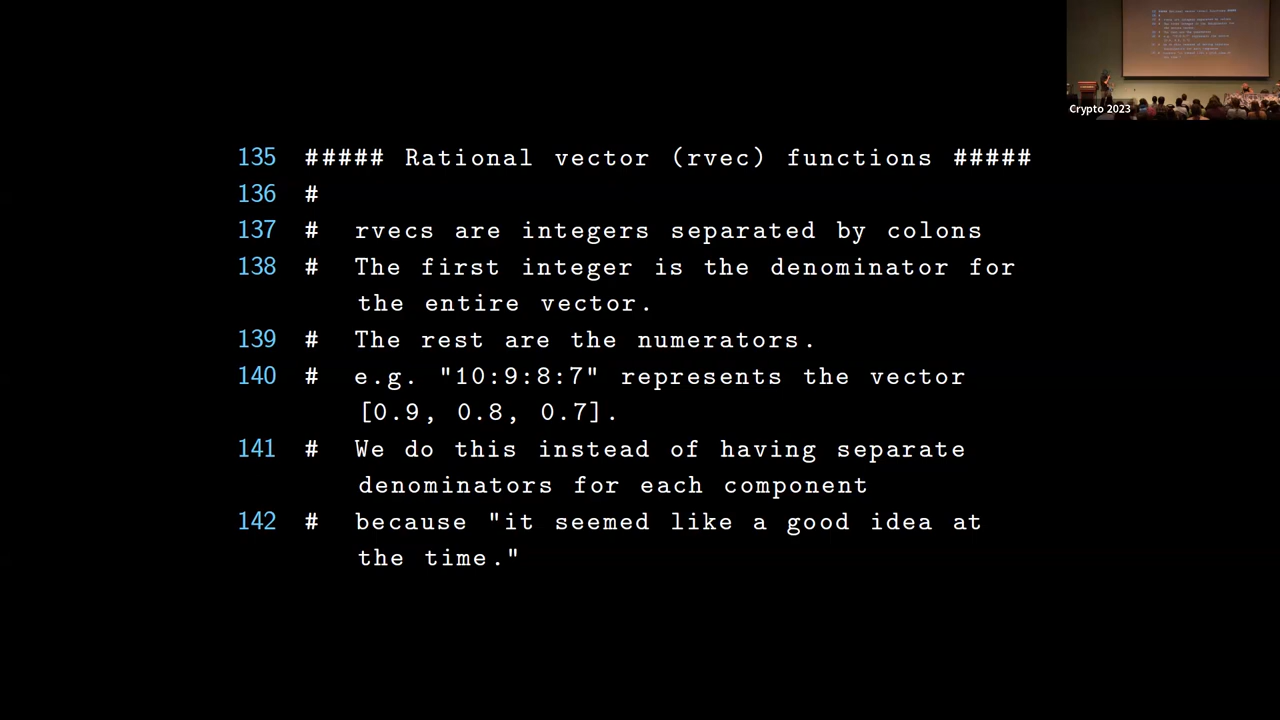 Crypto 2023
135 ##### Rational vector (rvec) functions #####
136 #
137 # rvecs are integers separated by colons
138 # The first integer is the denominator for
the entire vector.
139 # The rest are the numerators.
140 # e.g. "10:9:8:7" represents the vector
[0.9, 0.8, 0.7].
141 # We do this instead of having separate
denominators for each component
142 # because "it seemed like a good idea at
the time."